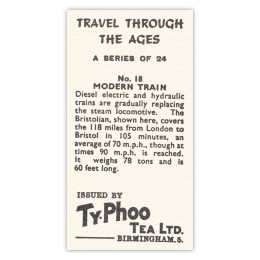 TRAVEL THROUGH
THE AGES
A SERIES OF 24
No. 18
MODERN TRAIN
Diesel electric and hydraulic
trains are gradually replacing
the steam locomotive. The
Bristolian, shown here, covers
the 118 miles from London to
Bristol in 105 minutes, an
average of 70 m.p.h., though at
times 90 m.p.h. is reached.
It weighs 78 tons and is
60 feet long.
ISSUED BY
Ty·Phoo
TEA LTD.
BIRMINGHAM, 5.